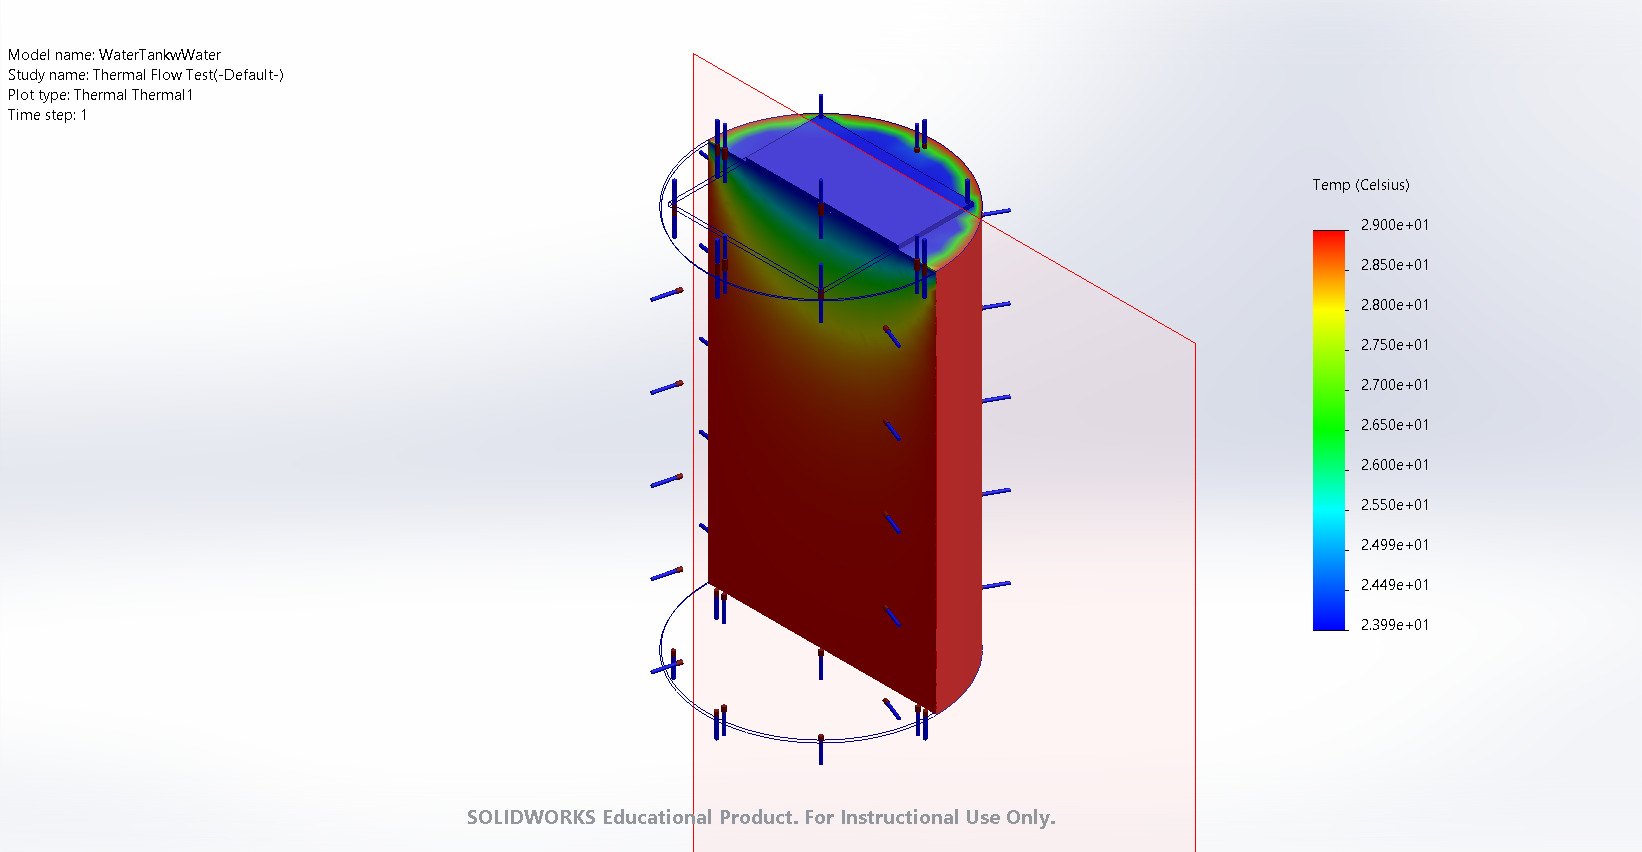 Model name: WaterTankwWater
Study name: Thermal Flow Test(-Default-)
Plot type: Thermal Thermal1
Time step: 1
Temp (Celsius)
2.900e+01
2.850e+01
2.800e+01
2.750e+01
2.700e+01
2.650e+01
2.600e+01
2.550e+01
2.499e+01
2.449e+01
2.399e+01
SOLIDWORKS Educational Product. For Instructional Use Only.